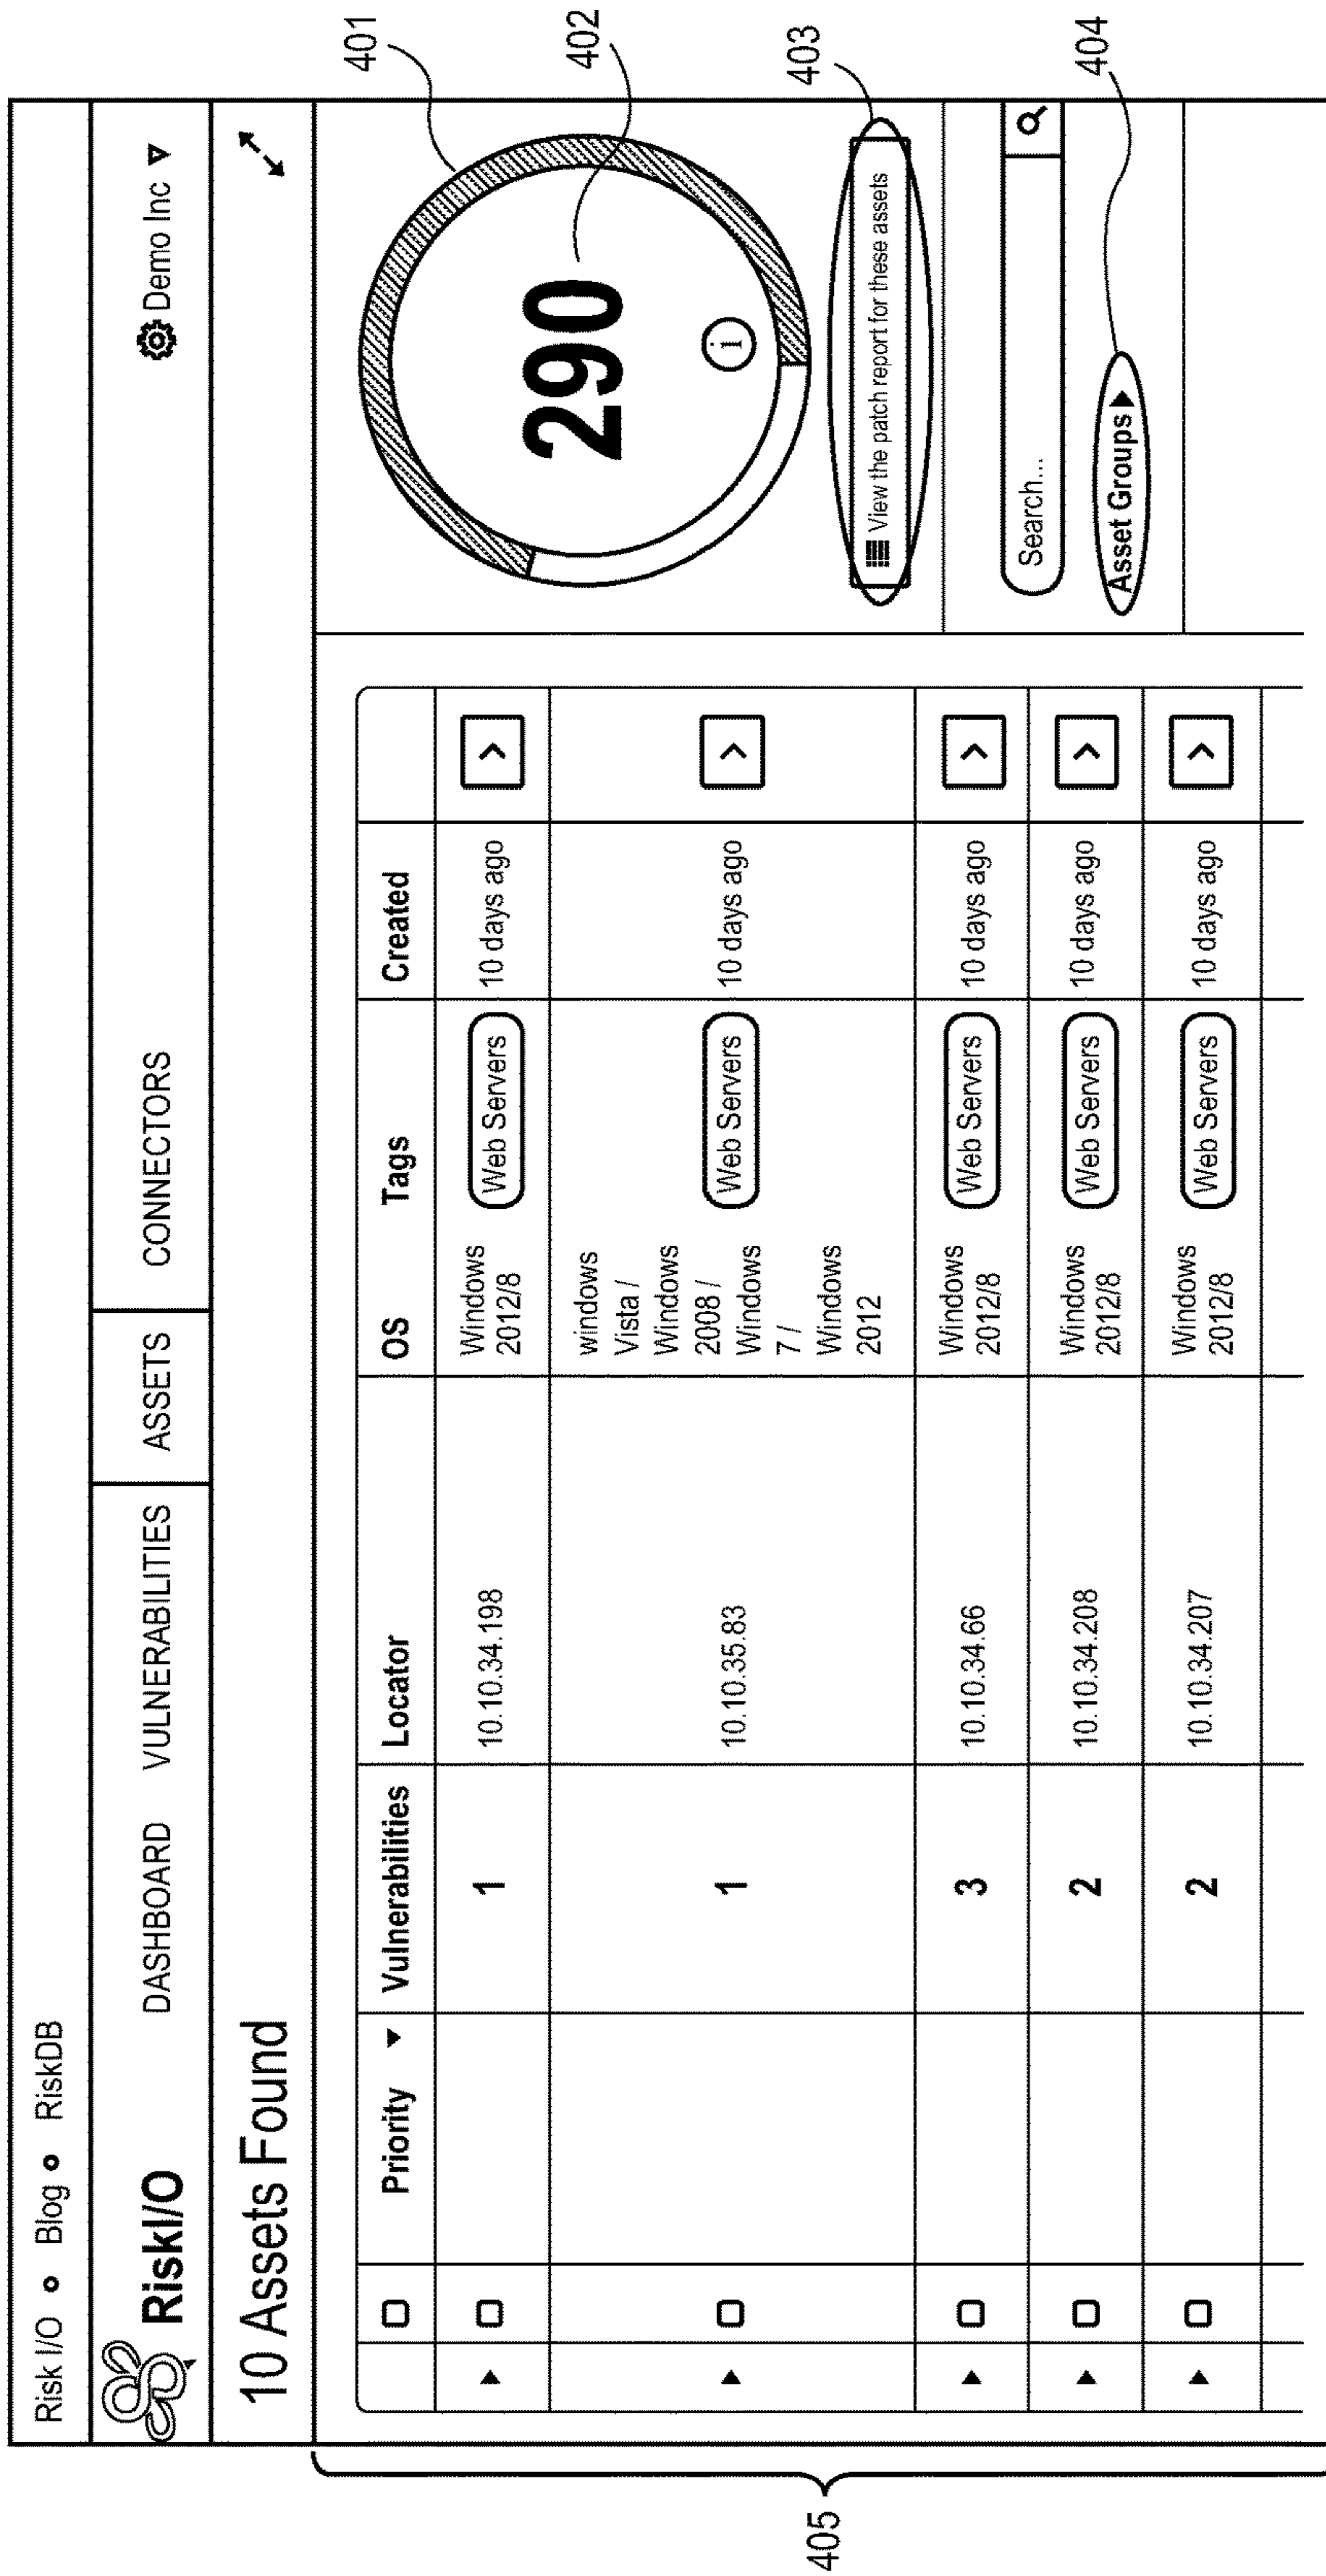 Risk I/O o Blog o RiskDB
RiskI/O DASHBOARD VULNERABILITIES ASSETS CONNECTORS Demo Inc
10 Assets Found
Priority Vulnerabilities Locator OS Tags Created
1 10.10.34.198 Windows 2012/8 Web Servers 10 days ago >
1 10.10.35.83 windows Vista / Windows 2008 / Windows 7 / Windows 2012 Web Servers 10 days ago >
3 10.10.34.66 Windows 2012/8 Web Servers 10 days ago >
2 10.10.34.208 Windows 2012/8 Web Servers 10 days ago >
2 10.10.34.207 Windows 2012/8 Web Servers 10 days ago >
290
i
View the patch report for these assets
Search...
Asset Groups
401
402
403
404
405